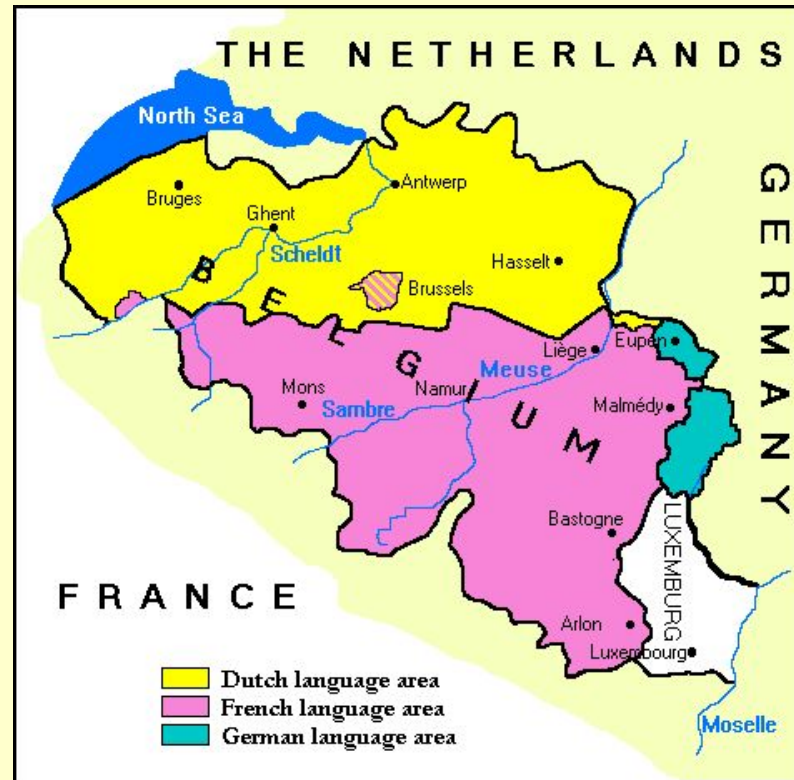 THE NETHERLANDS
North Sea
Bruges
Antwerp
Ghent
Scheldt
Hasselt
Brussels
BELGIUM
GERMANY
Liège
Eupen
Meuse
Mons
Namur
Sambre
Malmédy
Bastogne
LUXEMBURG
FRANCE
Arlon
Luxembourg
Dutch language area
French language area
German language area
Moselle